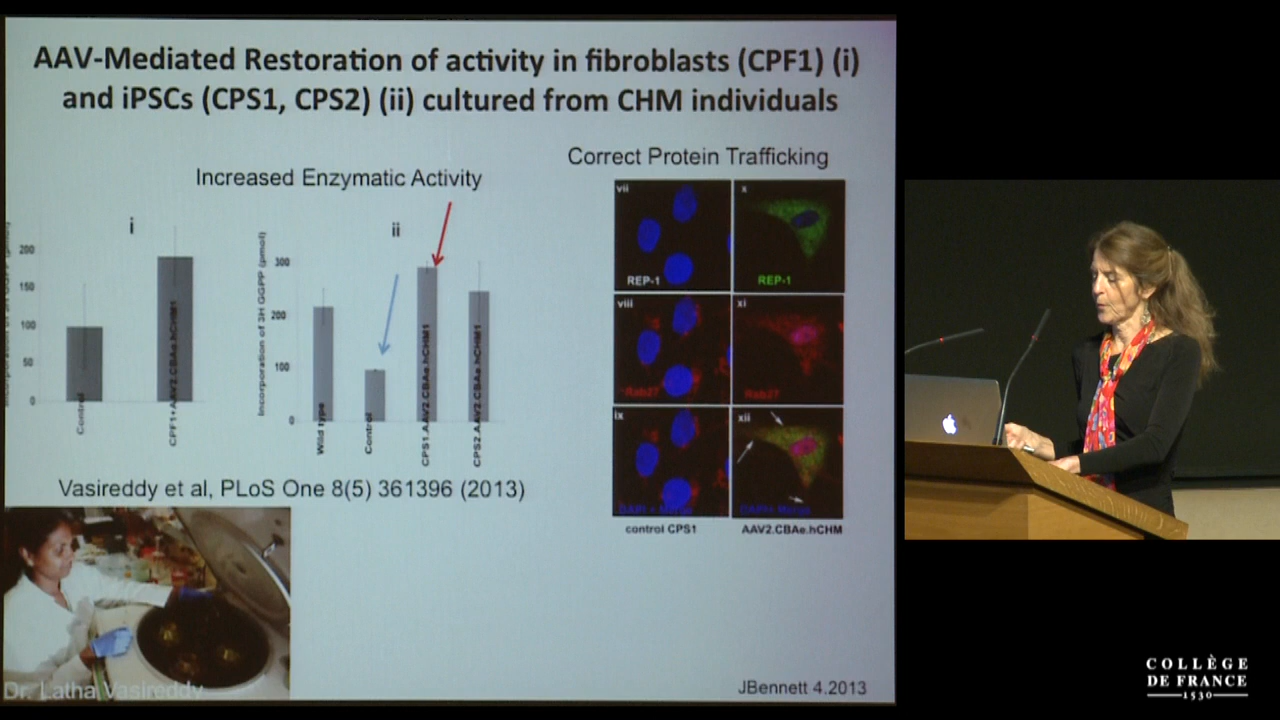 AAV-Mediated Restoration of activity in fibroblasts (CPF1) (i)
and iPSCs (CPS1, CPS2) (ii) cultured from CHM individuals
Increased Enzymatic Activity
i
200
150
100
50
0
Control
CPF1+AAV2.CBAe.hCHM1
ii
Incorporation of 3H GGPP (pmol)
300
200
100
0
Wild type
Control
CPS1.AAV2.CBAe.hCHM1
CPS2.AAV2.CBAe.hCHM1
Correct Protein Trafficking
vii
REP-1
x
REP-1
viii
Rab27
xi
Rab27
ix
DAPI + Merge
xii
DAPI+ Merge
control CPS1
AAV2.CBAe.hCHM
Vasireddy et al, PLoS One 8(5) 361396 (2013)
Dr. Latha Vasireddy
JBennett 4.2013
COLLÈGE
DE FRANCE
1530